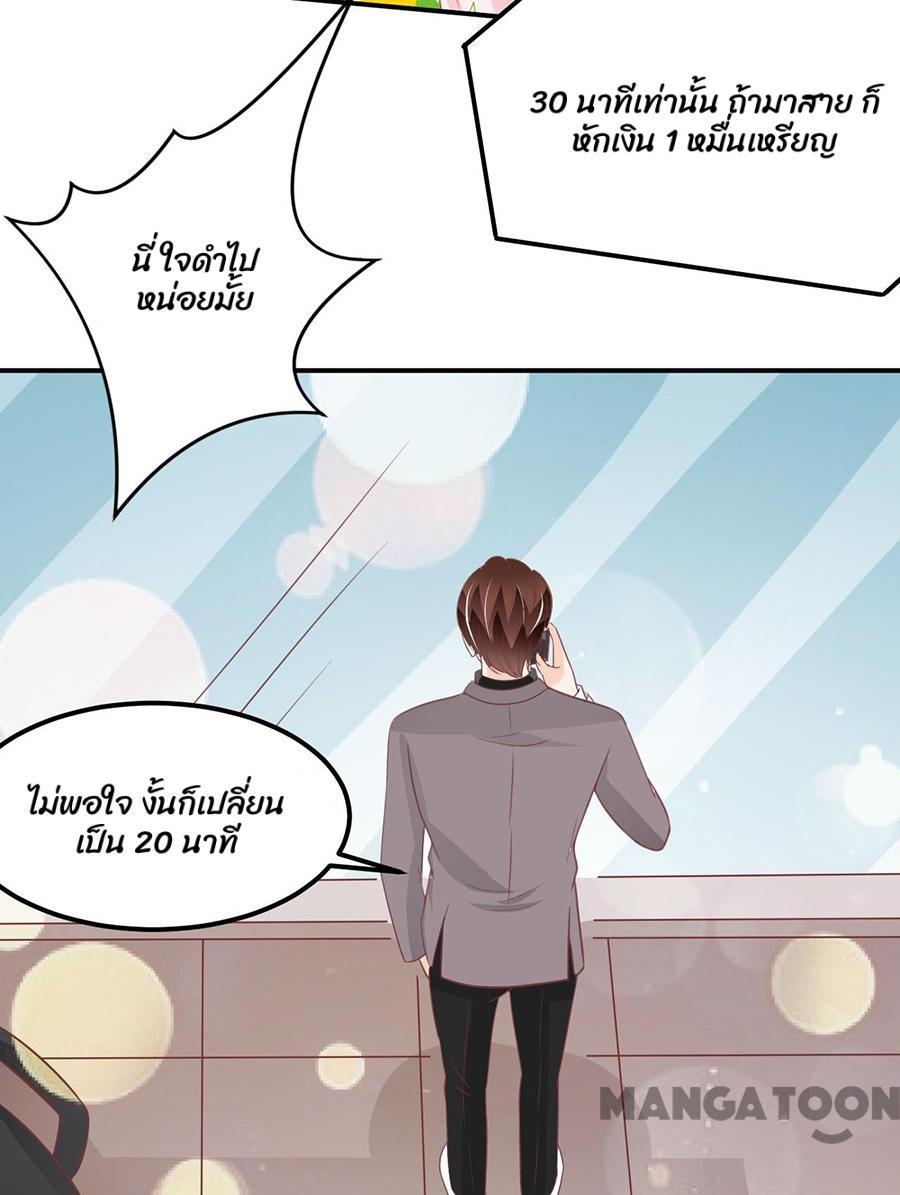 30 นาทีเท่านั้น ถ้ามาสาย ก็
หักเงิน 1 หมื่นเหรียญ
นี่ ใจดำไป
หน่อยมั้ย
ไม่พอใจ งั้นก็เปลี่ยน
เป็น 20 นาที
MANGATOON